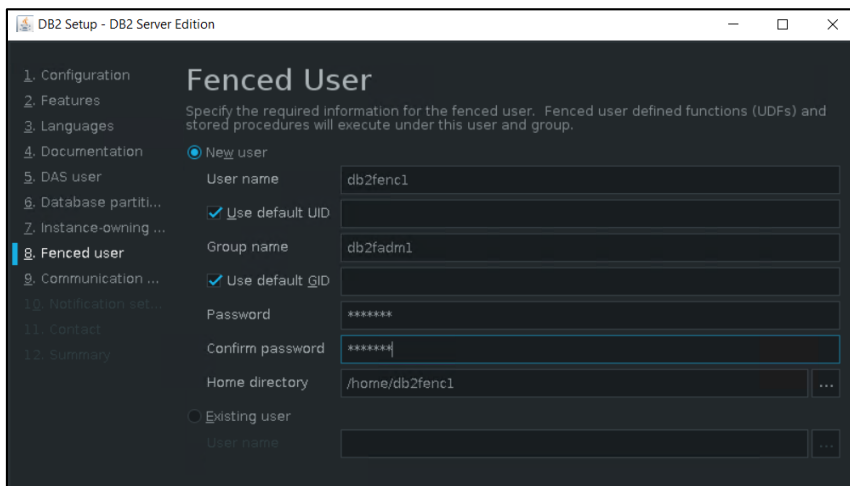 DB2 Setup - DB2 Server Edition
1. Configuration
2. Features
3. Languages
4. Documentation
5. DAS user
6. Database partiti...
7. Instance-owning ...
8. Fenced user
9. Communication ...
10. Notification set...
11. Contact
12. Summary
Fenced User
Specify the required information for the fenced user. Fenced user defined functions (UDFs) and
stored procedures will execute under this user and group.
New user
User name db2fenc1
Use default UID
Group name db2fadm1
Use default GID
Password *******
Confirm password *******
Home directory /home/db2fenc1 ...
Existing user
User name ...